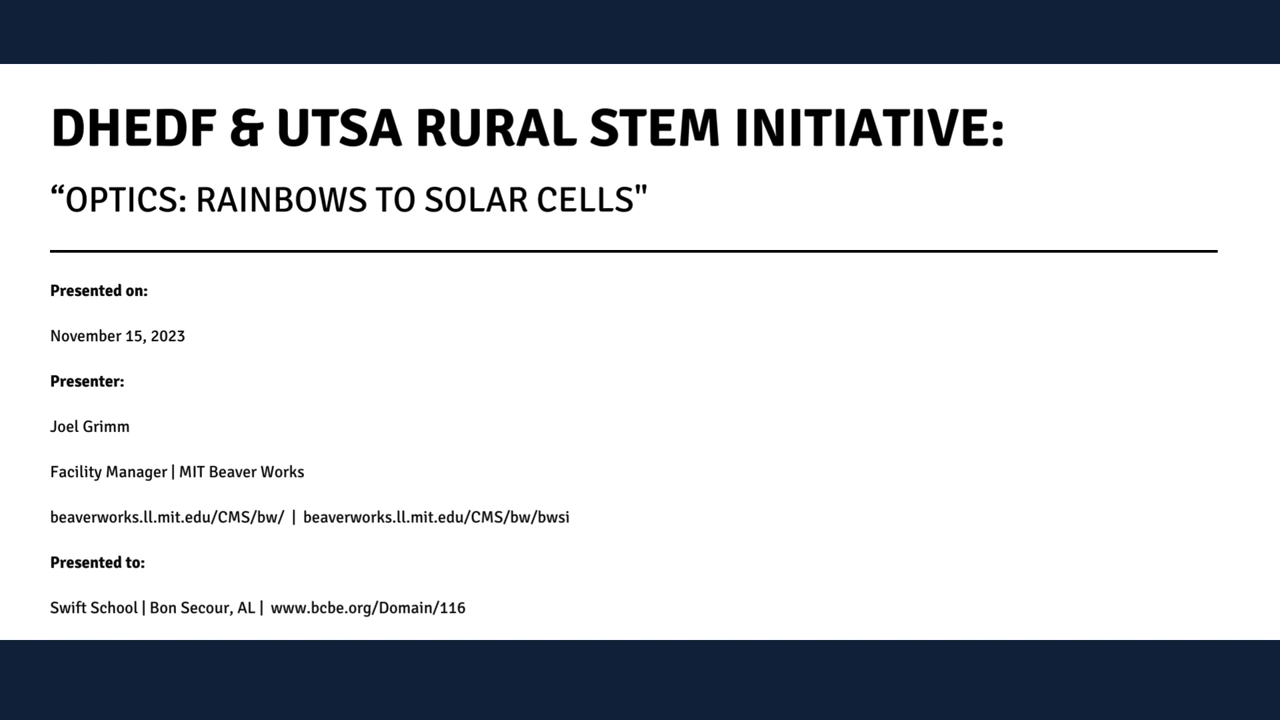 DHEDF & UTSA RURAL STEM INITIATIVE:
“OPTICS: RAINBOWS TO SOLAR CELLS"
Presented on:
November 15, 2023
Presenter:
Joel Grimm
Facility Manager | MIT Beaver Works
beaverworks.ll.mit.edu/CMS/bw/ | beaverworks.ll.mit.edu/CMS/bw/bwsi
Presented to:
Swift School | Bon Secour, AL | www.bcbe.org/Domain/116